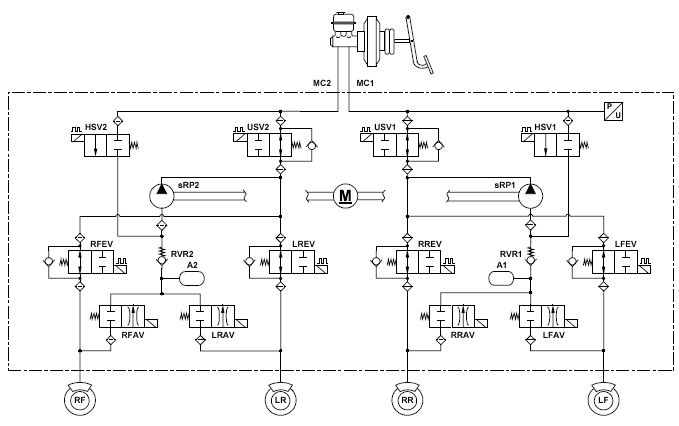 MC2 MC1
P
U
HSV2 USV2 USV1 HSV1
sRP2 M sRP1
RFEV LREV RREV LFEV
RVR2 RVR1
A2 A1
RFAV LRAV RRAV LFAV
RF LR RR LF